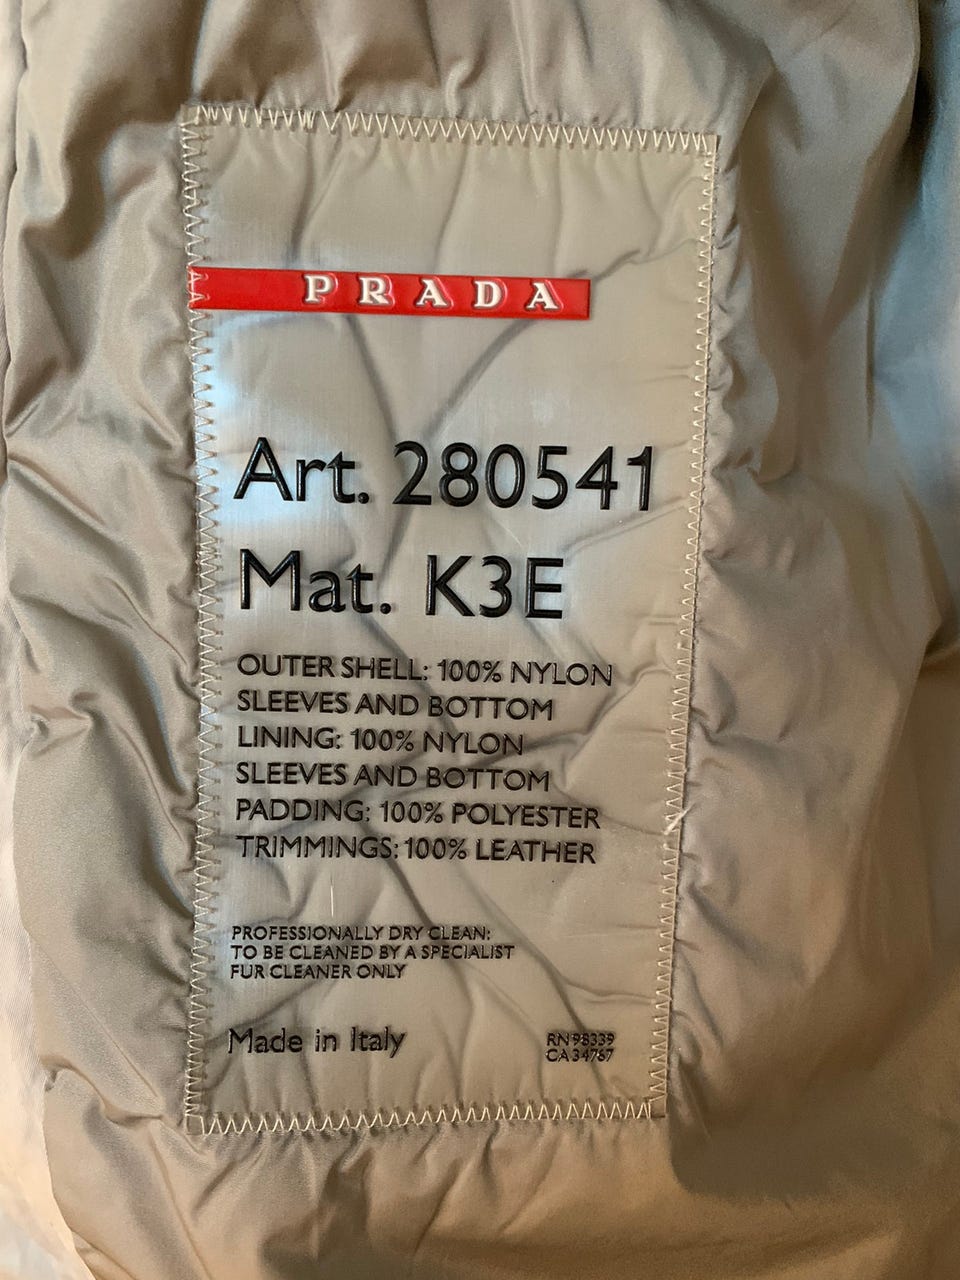 PRADA
Art. 280541
Mat. K3E
OUTER SHELL: 100% NYLON
SLEEVES AND BOTTOM
LINING: 100% NYLON
SLEEVES AND BOTTOM
PADDING: 100% POLYESTER
TRIMMINGS: 100% LEATHER
PROFESSIONALLY DRY CLEAN:
TO BE CLEANED BY A SPECIALIST
FUR CLEANER ONLY
Made in Italy
RN 98339
CA 34767